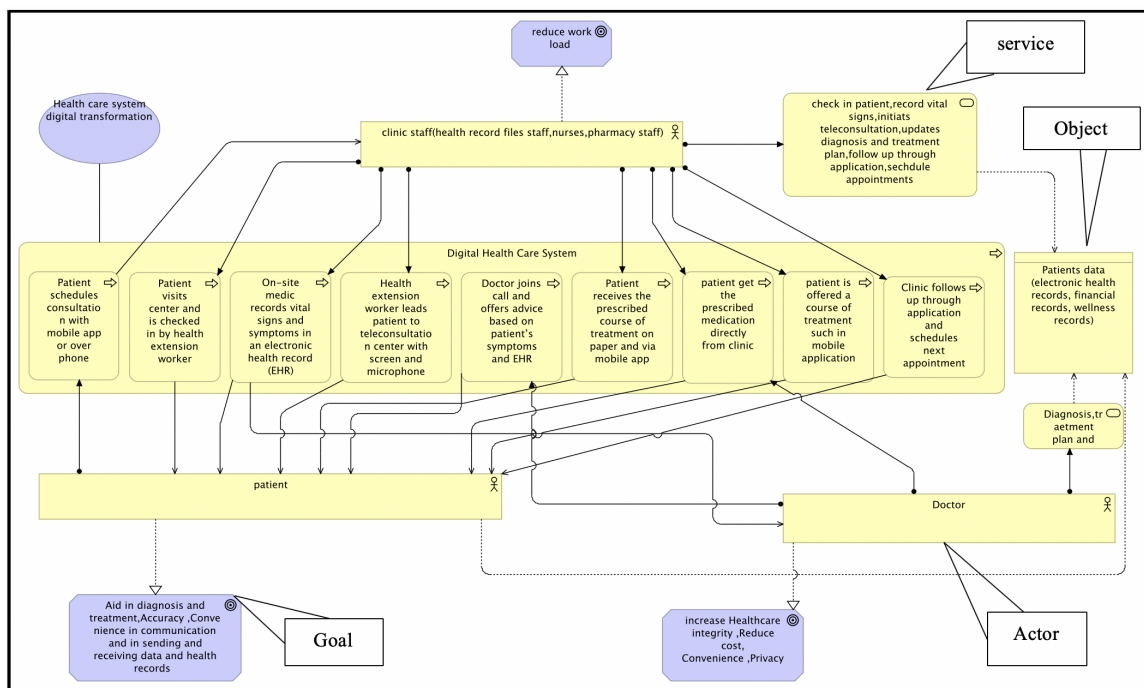 reduce work
load
service
Health care system
digital transformation
clinic staff(health record files staff,nurses,pharmacy staff)
check in patient,record vital
signs,initiats
teleconsultation,updates
diagnosis and treatment
plan,follow up through
application,sechdule
appointments
Object
Digital Health Care System
Patient
schedules
consultatio
n with
mobile app
or over
phone
Patient
visits
center and
is checked
in by health
extension
worker
On-site
medic
records vital
signs and
symptoms in
an electronic
health record
(EHR)
Health
extension
worker leads
patient to
teleconsultatio
n center with
screen and
microphone
Doctor joins
call and
offers advice
based on
patient's
symptoms
and EHR
Patient
receives the
prescribed
course of
treatment on
paper and via
mobile app
patient get
the
prescribed
medication
directly
from clinic
patient is
offered a
course of
treatment
such in
mobile
application
Clinic follows
up through
application
and
schedules
next
appointment
Patients data
(electronic health
records, financial
records, wellness
records)
Diagnosis,tr
aetment
plan and
patient
Doctor
Aid in diagnosis and
treatment,Accuracy ,Conve
nience in communication
and in sending and
receiving data and health
records
Goal
increase Healthcare
integrity ,Reduce
cost,
Convenience ,Privacy
Actor